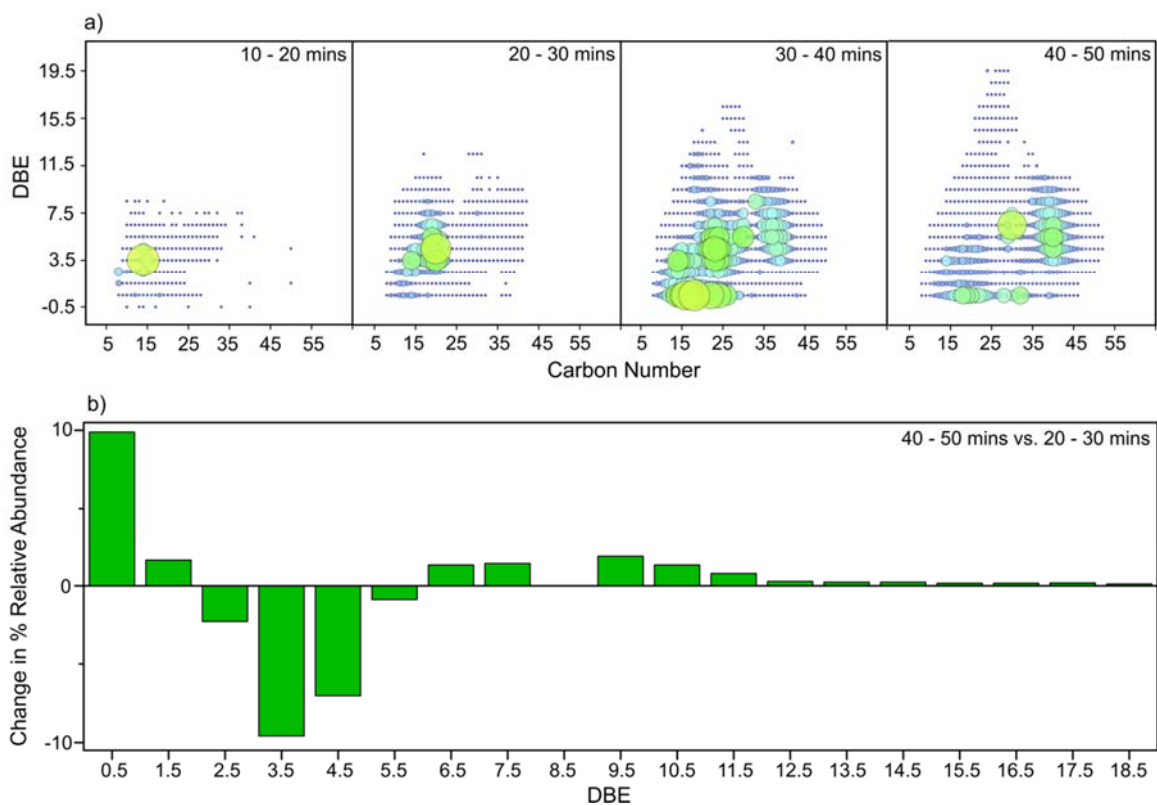 a)
10 - 20 mins
20 - 30 mins
30 - 40 mins
40 - 50 mins
19.5
15.5
11.5
7.5
3.5
-0.5
DBE
5 15 25 35 45 55
5 15 25 35 45 55
5 15 25 35 45 55
5 15 25 35 45 55
Carbon Number
b)
40 - 50 mins vs. 20 - 30 mins
10
0
-10
Change in % Relative Abundance
0.5 1.5 2.5 3.5 4.5 5.5 6.5 7.5 9.5 10.5 11.5 12.5 13.5 14.5 15.5 16.5 17.5 18.5
DBE